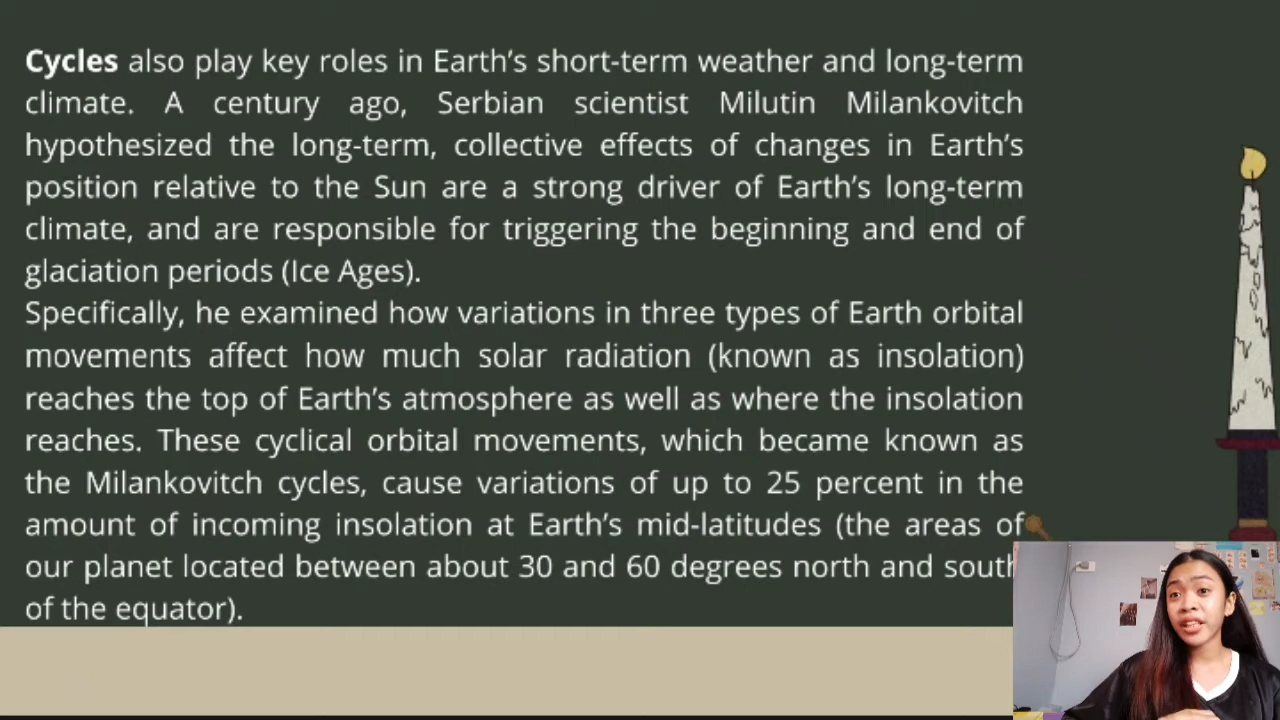 Cycles also play key roles in Earth's short-term weather and long-term
climate. A century ago, Serbian scientist Milutin Milankovitch
hypothesized the long-term, collective effects of changes in Earth's
position relative to the Sun are a strong driver of Earth's long-term
climate, and are responsible for triggering the beginning and end of
glaciation periods (Ice Ages).
Specifically, he examined how variations in three types of Earth orbital
movements affect how much solar radiation (known as insolation)
reaches the top of Earth's atmosphere as well as where the insolation
reaches. These cyclical orbital movements, which became known as
the Milankovitch cycles, cause variations of up to 25 percent in the
amount of incoming insolation at Earth's mid-latitudes (the areas of
our planet located between about 30 and 60 degrees north and south
of the equator).